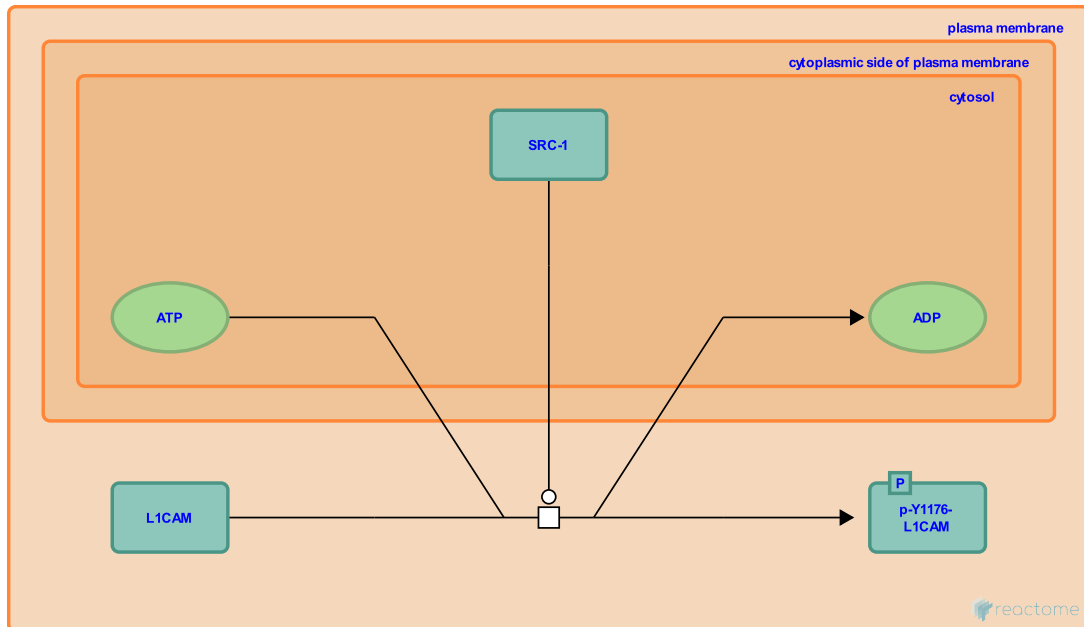 plasma membrane
cytoplasmic side of plasma membrane
cytosol
SRC-1
ATP
ADP
L1CAM
P
p-Y1176-
L1CAM
reactome